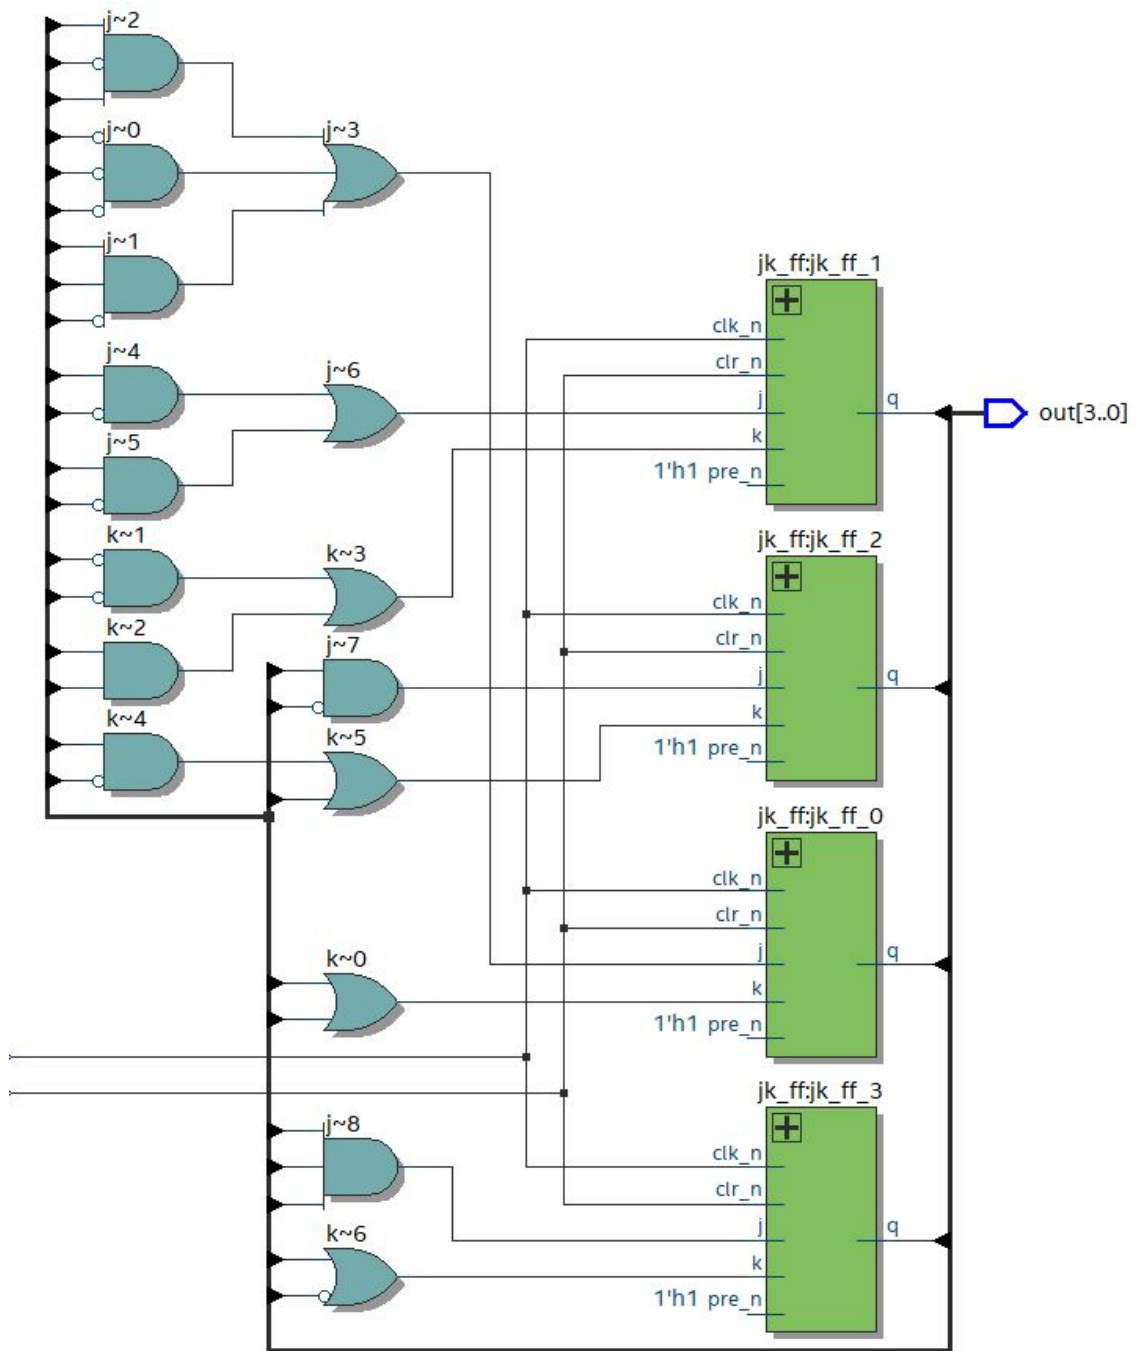 j~2
j~0
j~3
j~1
j~4
j~6
j~5
k~1
k~3
k~2
j~7
k~4
k~5
k~0
j~8
k~6
jk_ff:jk_ff_1
clk_n
clr_n
j
k
1'h1 pre_n
q
out[3..0]
jk_ff:jk_ff_2
clk_n
clr_n
j
k
1'h1 pre_n
q
jk_ff:jk_ff_0
clk_n
clr_n
j
k
1'h1 pre_n
q
jk_ff:jk_ff_3
clk_n
clr_n
j
k
1'h1 pre_n
q